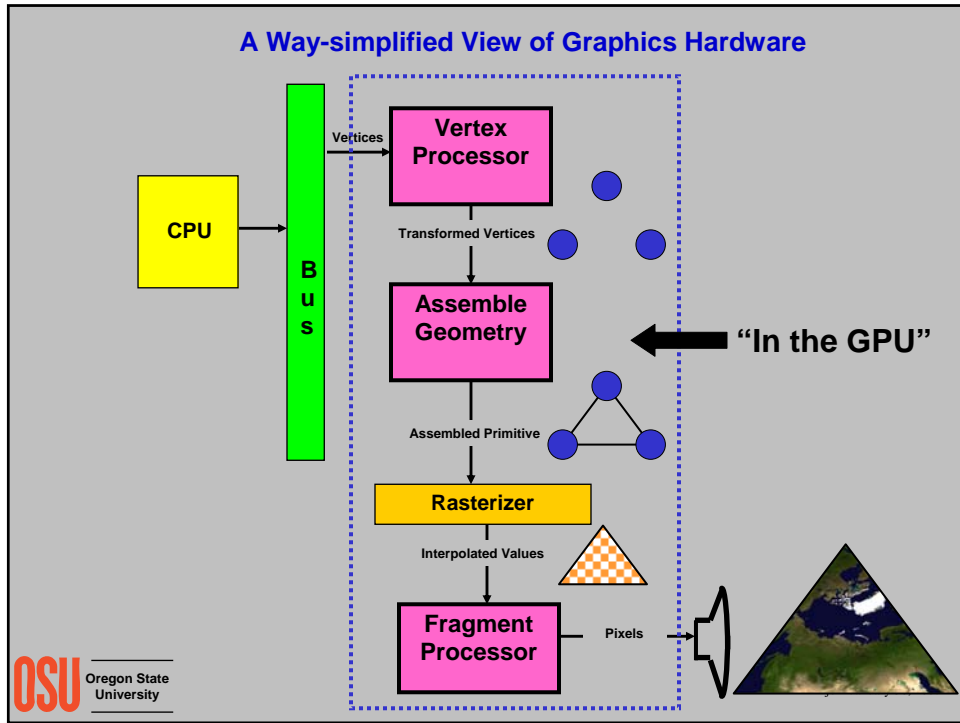 A Way-simplified View of Graphics Hardware
Vertices
Vertex
Processor
CPU
Transformed Vertices
B
u
s
Assemble
Geometry
“In the GPU”
Assembled Primitive
Rasterizer
Interpolated Values
Fragment
Processor
Pixels
OSU
Oregon State
University